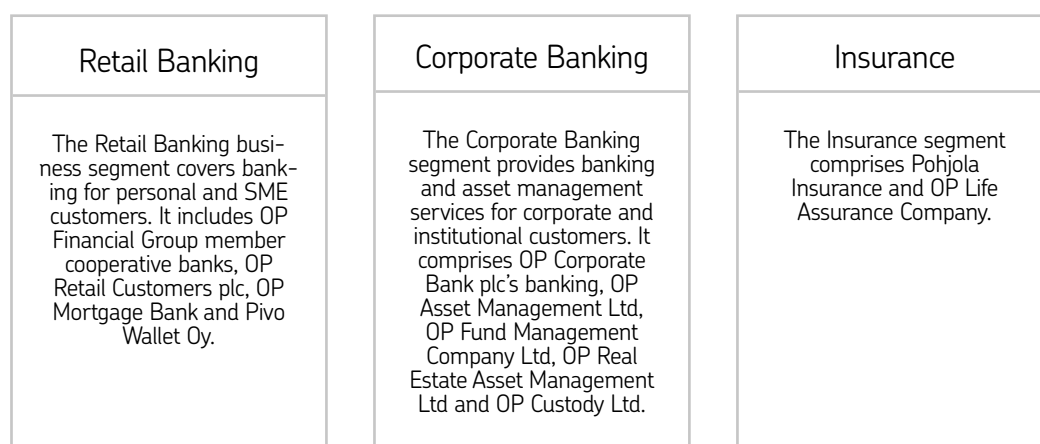 Retail Banking
The Retail Banking busi-
ness segment covers bank-
ing for personal and SME
customers. It includes OP
Financial Group member
cooperative banks, OP
Retail Customers plc, OP
Mortgage Bank and Pivo
Wallet Oy.
Corporate Banking
The Corporate Banking
segment provides banking
and asset management
services for corporate and
institutional customers. It
comprises OP Corporate
Bank plc's banking, OP
Asset Management Ltd,
OP Fund Management
Company Ltd, OP Real
Estate Asset Management
Ltd and OP Custody Ltd.
Insurance
The Insurance segment
comprises Pohjola
Insurance and OP Life
Assurance Company.